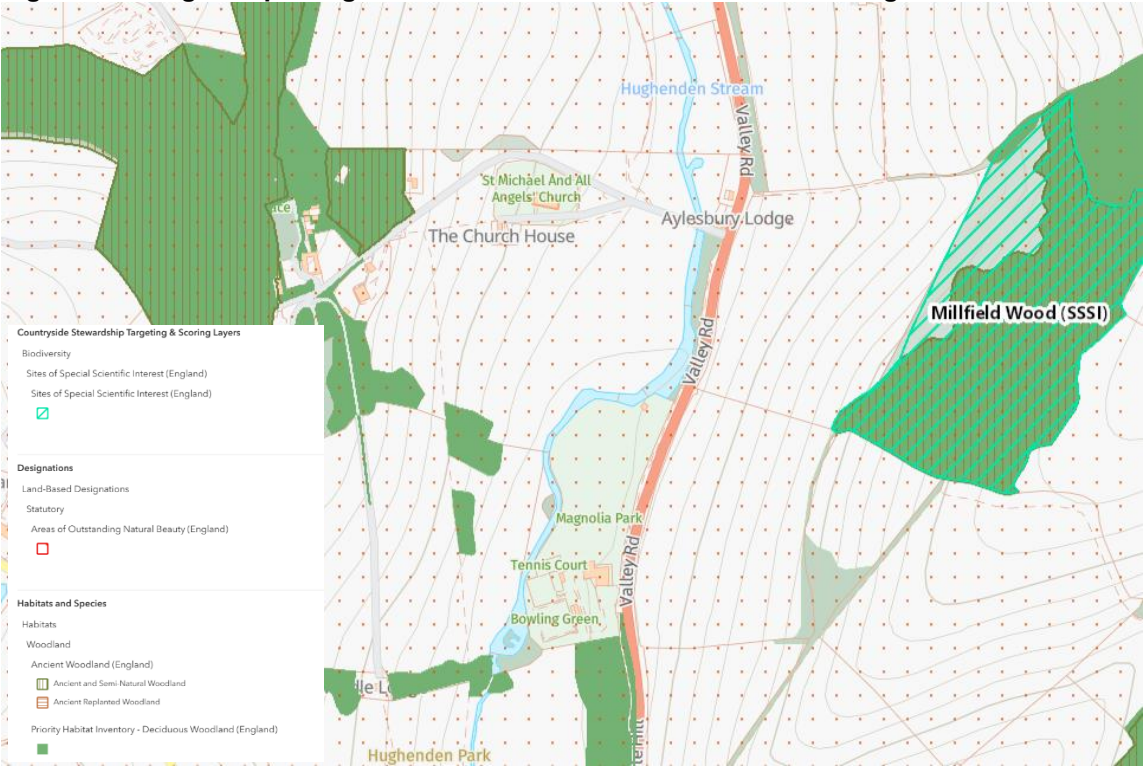 Hughenden Stream
Valley Rd
St Michael And All
Angels' Church
Aylesbury Lodge
The Church House
Millfield Wood (SSSI)
Valley Rd
Magnolia Park
Valley Rd
Tennis Court
Bowling Green
Hughenden Park
Countryside Stewardship Targeting & Scoring Layers
Biodiversity
Sites of Special Scientific Interest (England)
Sites of Special Scientific Interest (England)
Designations
Land-Based Designations
Statutory
Areas of Outstanding Natural Beauty (England)
Habitats and Species
Habitats
Woodland
Ancient Woodland (England)
Ancient and Semi-Natural Woodland
Ancient Replanted Woodland
Priority Habitat Inventory - Deciduous Woodland (England)